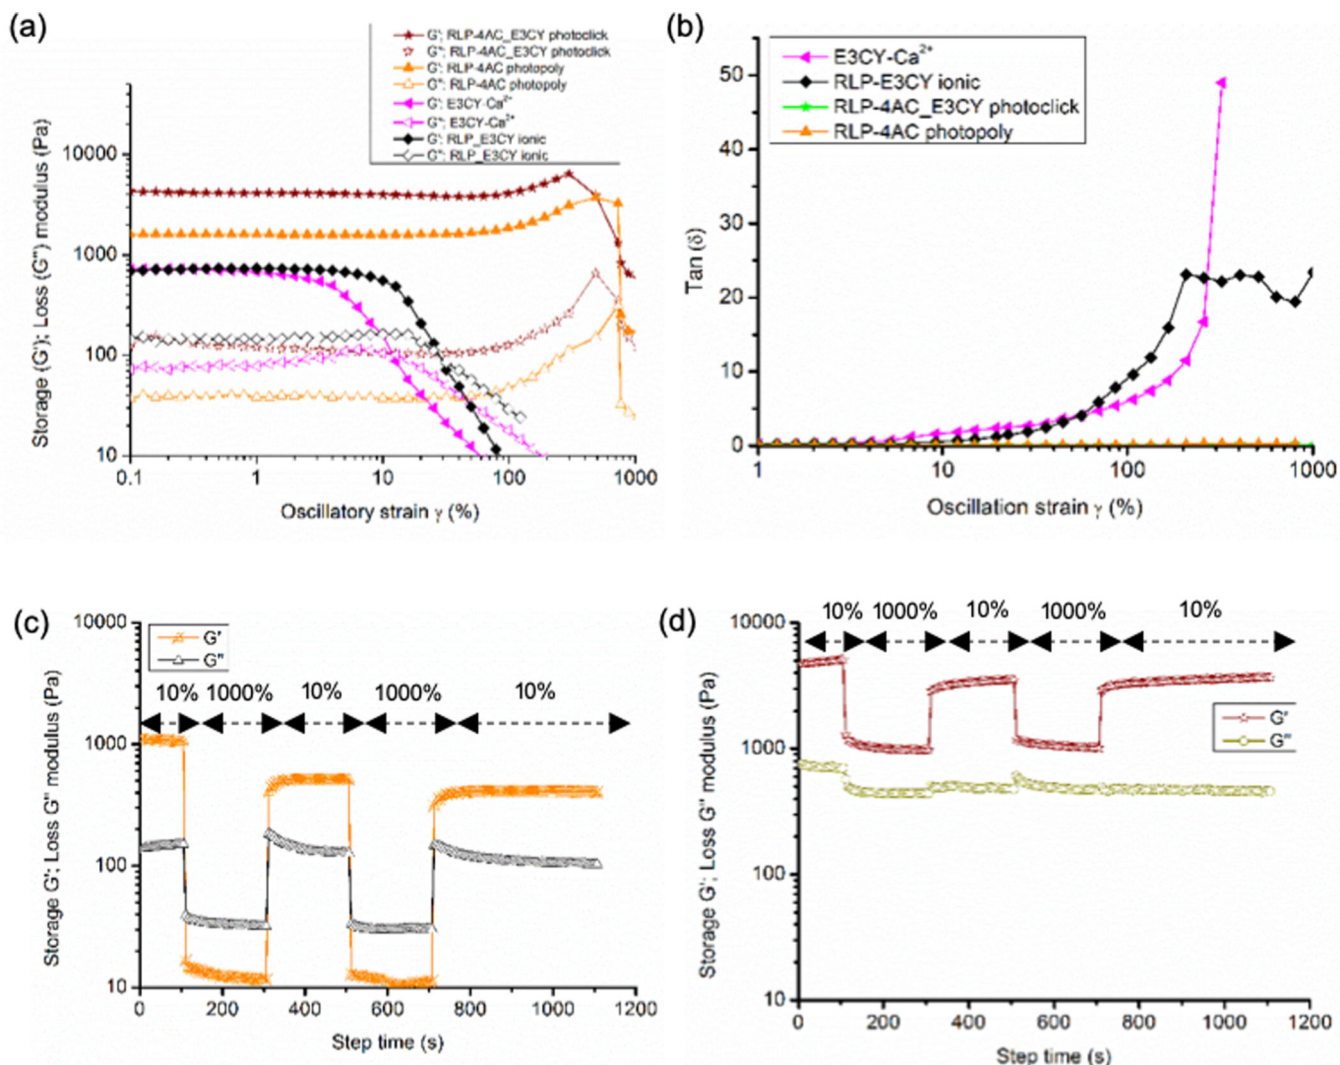 (a)
G': RLP-4AC_E3CY photoclick
G": RLP-4AC_E3CY photoclick
G': RLP-4AC photopoly
G": RLP-4AC photopoly
G': E3CY-Ca²⁺
G": E3CY-Ca²⁺
G': RLP_E3CY ionic
G": RLP_E3CY ionic
Storage (G'); Loss (G") modulus (Pa)
10000
1000
100
10
0.1
1
10
100
1000
Oscillatory strain γ (%)
(b)
E3CY-Ca²⁺
RLP-E3CY ionic
RLP-4AC_E3CY photoclick
RLP-4AC photopoly
Tan (δ)
50
40
30
20
10
0
1
10
100
1000
Oscillation strain γ (%)
(c)
G'
G"
10% 1000% 10% 1000% 10%
Storage G'; Loss G" modulus (Pa)
10000
1000
100
10
0 200 400 600 800 1000 1200
Step time (s)
(d)
10% 1000% 10% 1000% 10%
G'
G"
Storage G'; Loss G" modulus (Pa)
10000
1000
100
10
0 200 400 600 800 1000 1200
Step time (s)